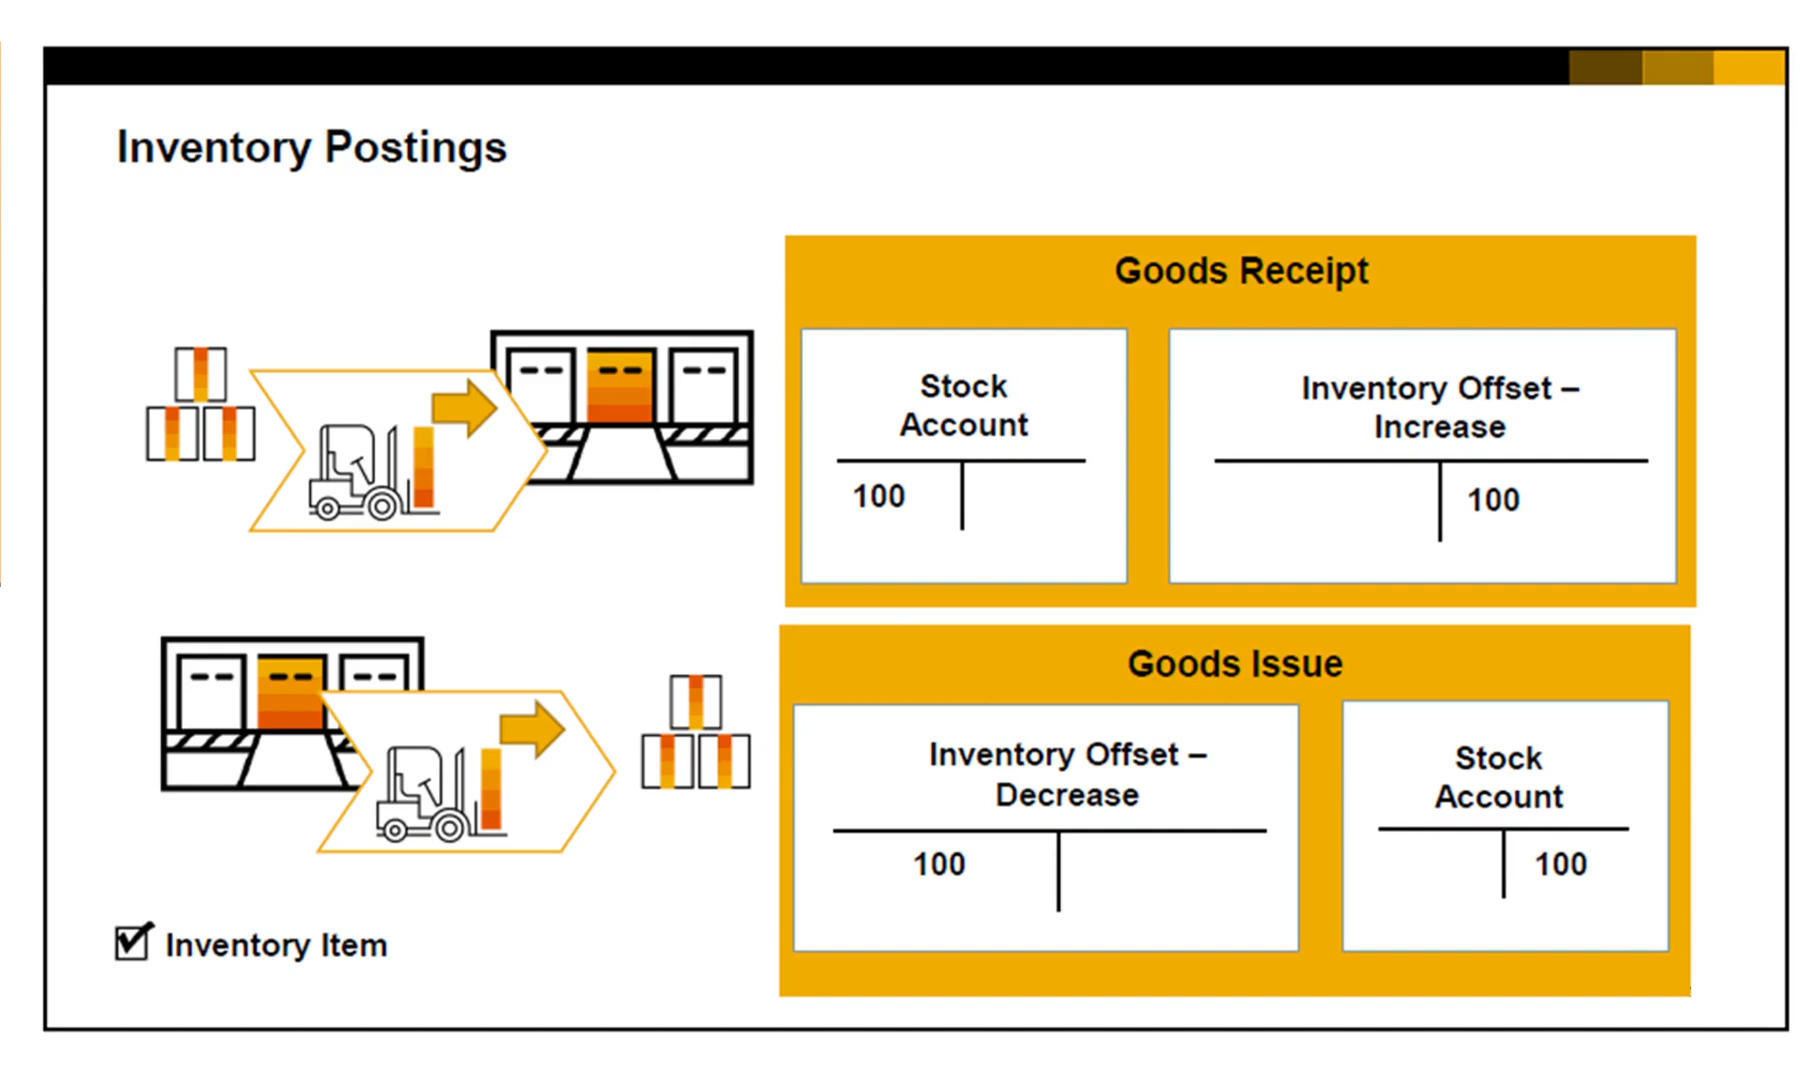 Inventory Postings
Goods Receipt
Stock
Account
100
Inventory Offset –
Increase
100
Goods Issue
Inventory Offset –
Decrease
100
Stock
Account
100
Inventory Item